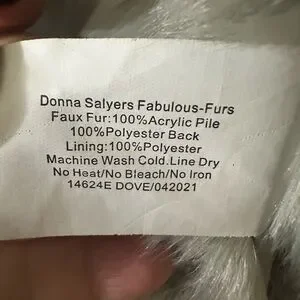 Donna Salyers Fabulous-Furs
Faux Fur:100%Acrylic Pile
100%Polyester Back
Lining:100%Polyester
Machine Wash Cold.Line Dry
No Heat/No Bleach/No Iron
14624E DOVE/042021